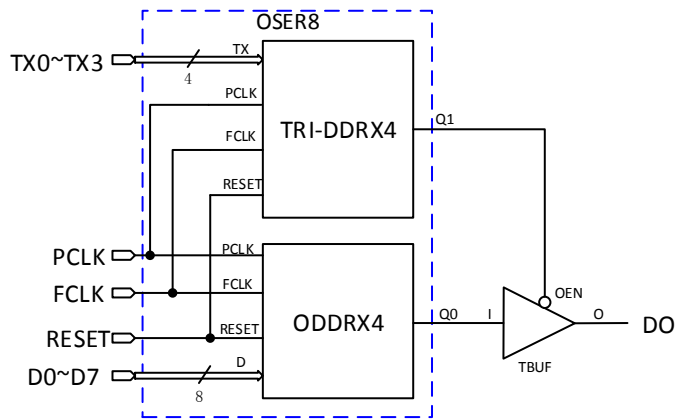 OSER8
TX0~TX3
4
TX
PCLK
FCLK
RESET
TRI-DDRX4
Q1
PCLK
FCLK
RESET
D0~D7
8
PCLK
FCLK
RESET
D
ODDRX4
Q0
I
OEN
O
TBUF
DO